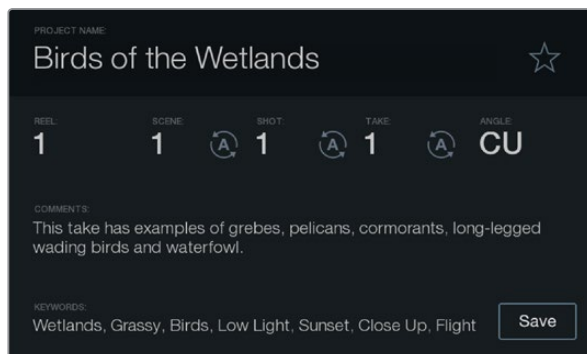 PROJECT NAME:
Birds of the Wetlands
REEL: SCENE: SHOT: TAKE: ANGLE:
1 1 A 1 A 1 A CU
COMMENTS:
This take has examples of grebes, pelicans, cormorants, long-legged
wading birds and waterfowl.
KEYWORDS:
Wetlands, Grassy, Birds, Low Light, Sunset, Close Up, Flight Save